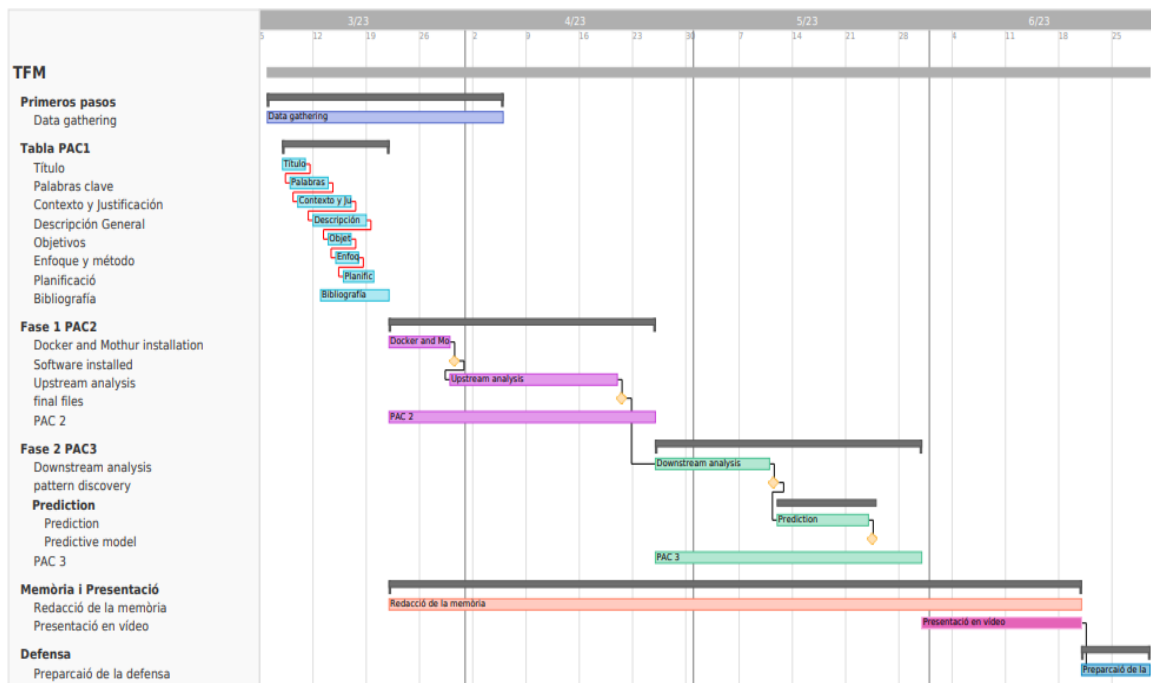 3/23 4/23 5/23 6/23
5 12 19 26 2 9 16 23 30 7 14 21 28 4 11 18 25
TFM
Primeros pasos
Data gathering Data gathering
Tabla PAC1
Título Título
Palabras clave Palabras
Contexto y Justificación Contexto y Ju
Descripción General Descripción
Objetivos Objet
Enfoque y método Enfoq
Planificació Planific
Bibliografía Bibliografía
Fase 1 PAC2
Docker and Mothur installation Docker and Mo
Software installed
Upstream analysis Upstream analysis
final files
PAC 2 PAC 2
Fase 2 PAC3
Downstream analysis Downstream analysis
pattern discovery
Prediction
Prediction Prediction
Predictive model
PAC 3 PAC 3
Memòria i Presentació
Redacció de la memòria Redacció de la memòria
Presentació en vídeo Presentació en vídeo
Defensa
Preparcaió de la defensa Preparcaió de la